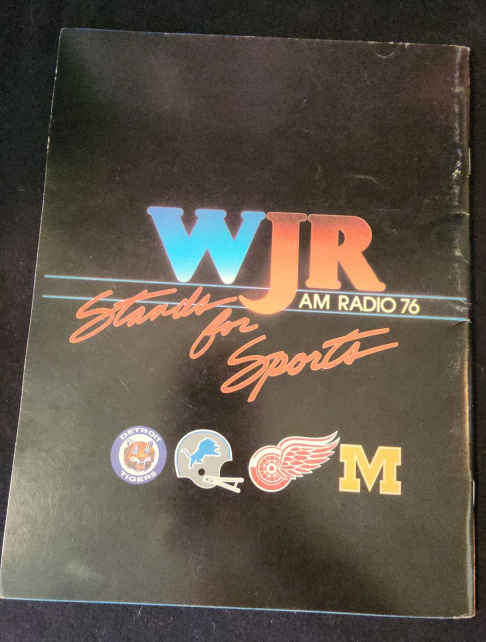 WJR
AM RADIO 76
Stands
for
Sports
DETROIT
TIGERS
M